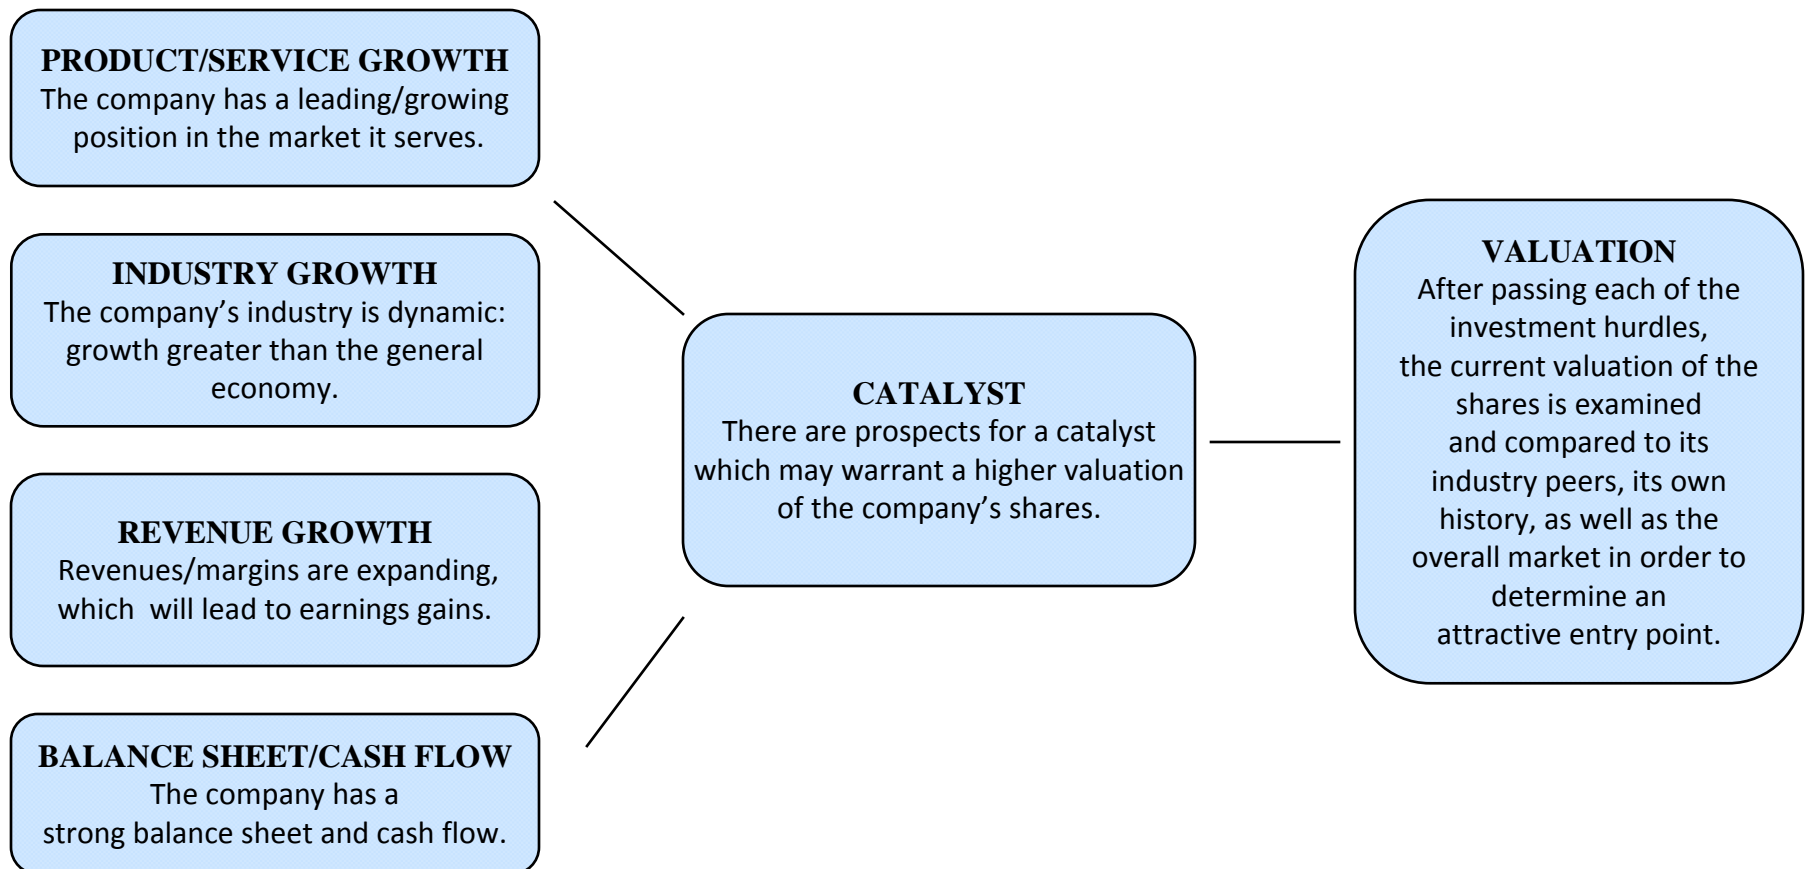 PRODUCT/SERVICE GROWTH
The company has a leading/growing
position in the market it serves.
INDUSTRY GROWTH
The company’s industry is dynamic:
growth greater than the general
economy.
REVENUE GROWTH
Revenues/margins are expanding,
which  will lead to earnings gains.
BALANCE SHEET/CASH FLOW
The company has a
strong balance sheet and cash flow.
CATALYST
There are prospects for a catalyst
which may warrant a higher valuation
of the company’s shares.
VALUATION
After passing each of the
investment hurdles,
the current valuation of the
shares is examined
and compared to its
industry peers, its own
history, as well as the
overall market in order to
determine an
attractive entry point.